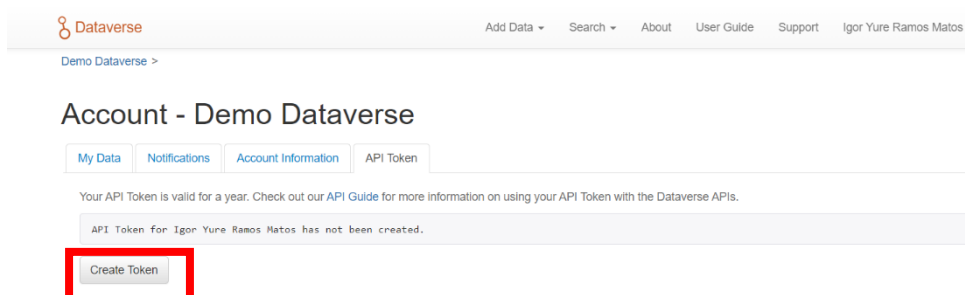 Dataverse Add Data Search About User Guide Support Igor Yure Ramos Matos
Demo Dataverse >
Account - Demo Dataverse
My Data Notifications Account Information API Token
Your API Token is valid for a year. Check out our API Guide for more information on using your API Token with the Dataverse APIs.
API Token for Igor Yure Ramos Matos has not been created.
Create Token